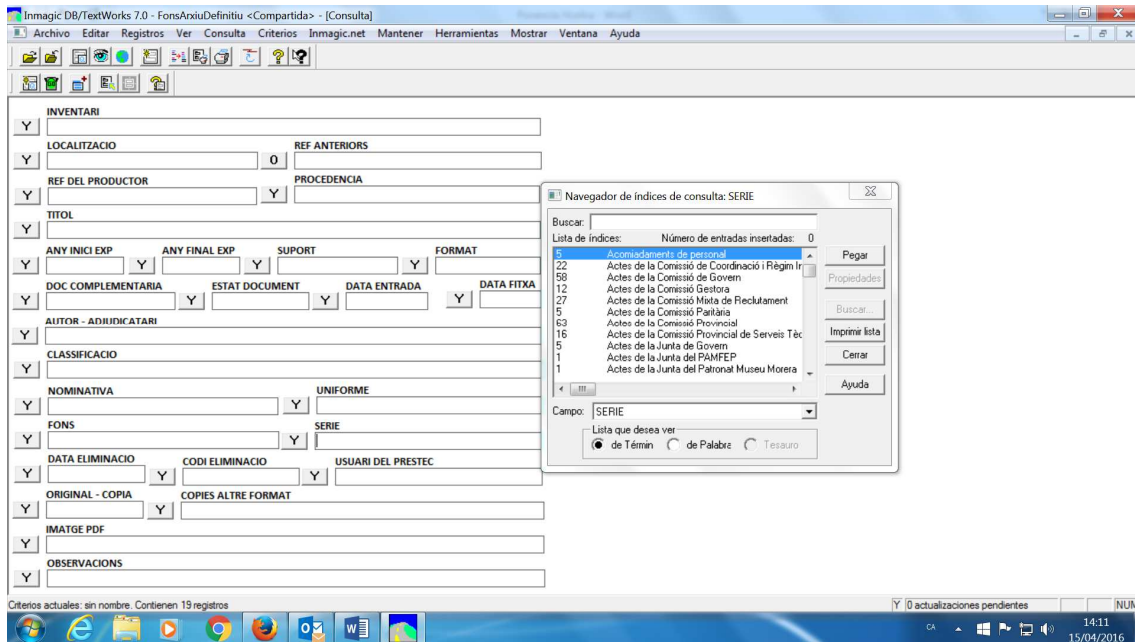 Inmagic DB/TextWorks 7.0 - FonsArxiuDefinitiu <Compartida> - [Consulta]
Archivo Editar Registros Ver Consulta Criterios Inmagic.net Mantener Herramientas Mostrar Ventana Ayuda
INVENTARI
Y
LOCALITZACIO REF ANTERIORS
Y O
REF DEL PRODUCTOR PROCEDENCIA
Y Y
TITOL
Y
ANY INICI EXP ANY FINAL EXP SUPORT FORMAT
Y Y Y Y
DOC COMPLEMENTARIA ESTAT DOCUMENT DATA ENTRADA DATA FITXA
Y Y Y Y
AUTOR - ADJUDICATARI
Y
CLASSIFICACIO
Y
NOMINATIVA UNIFORME
Y Y
FONS SERIE
Y Y
DATA ELIMINACIO CODI ELIMINACIO USUARI DEL PRESTEC
Y Y Y
ORIGINAL - COPIA COPIES ALTRE FORMAT
Y Y
IMATGE PDF
Y
OBSERVACIONS
Y
Navegador de índices de consulta: SERIE
Buscar:
Lista de índices: Número de entradas insertadas: 0
5 Acomiadaments de personal
22 Actes de la Comissió de Coordinació i Règim Ir
58 Actes de la Comissió de Govern
12 Actes de la Comissió Gestora
27 Actes de la Comissió Mixta de Reclutament
5 Actes de la Comissió Paritària
63 Actes de la Comissió Provincial
16 Actes de la Comissió Provincial de Serveis Tèc
5 Actes de la Junta de Govern
1 Actes de la Junta del PAMFEP
1 Actes de la Junta del Patronat Museu Morera
Pegar
Propiedades
Buscar...
Imprimir lista
Cerrar
Ayuda
Campo: SERIE
Lista que desea ver
de Términ de Palabra Tesauro
Criterios actuales: sin nombre. Contienen 19 registros Y 0 actualizaciones pendientes NUM
CA 14:11
15/04/2016